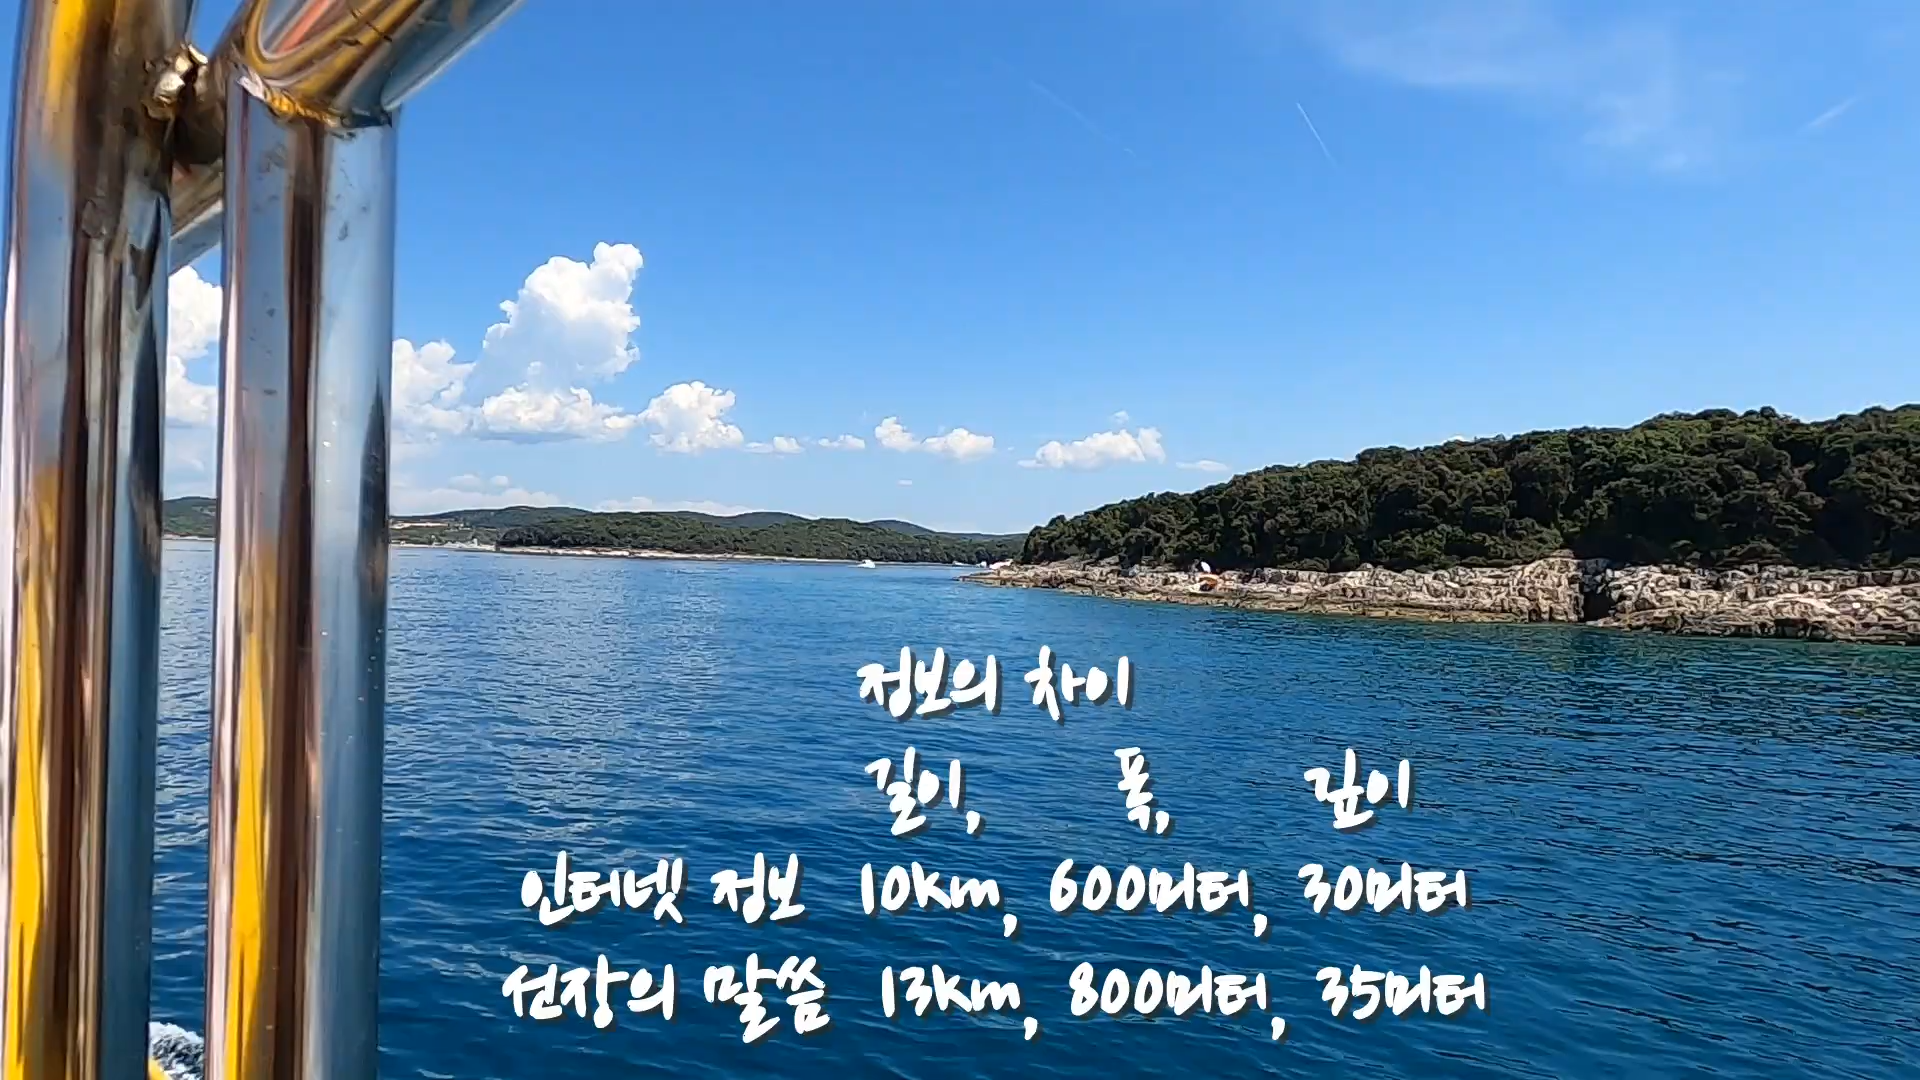 정보의 차이
길이, 폭, 깊이
인터넷 정보 10km, 600미터, 30미터
선장의 말씀 13km, 800미터, 35미터